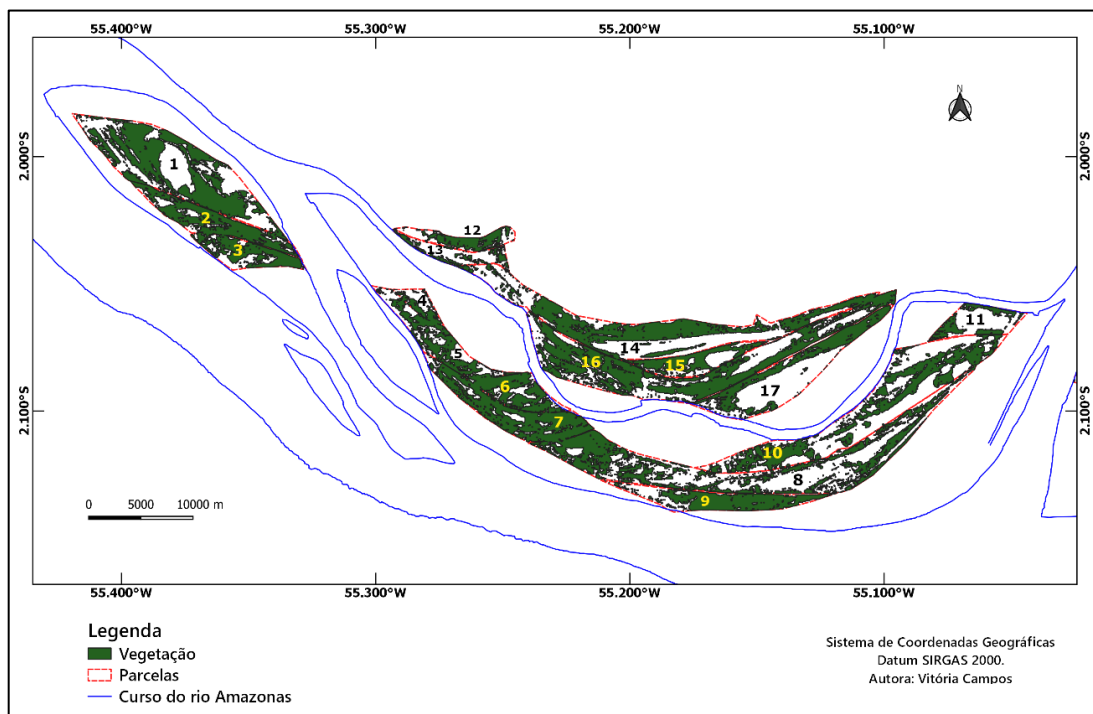 55.400°W 55.300°W 55.200°W 55.100°W
N
2.000°S 2.000°S
1
2
3
12
13
4
5
14
15
16
6
17
7
11
10
8
9
2.100°S 2.100°S
0 5000 10000 m
55.400°W 55.300°W 55.200°W 55.100°W
Legenda
Vegetação
Parcelas
Curso do rio Amazonas
Sistema de Coordenadas Geográficas
Datum SIRGAS 2000.
Autora: Vitória Campos